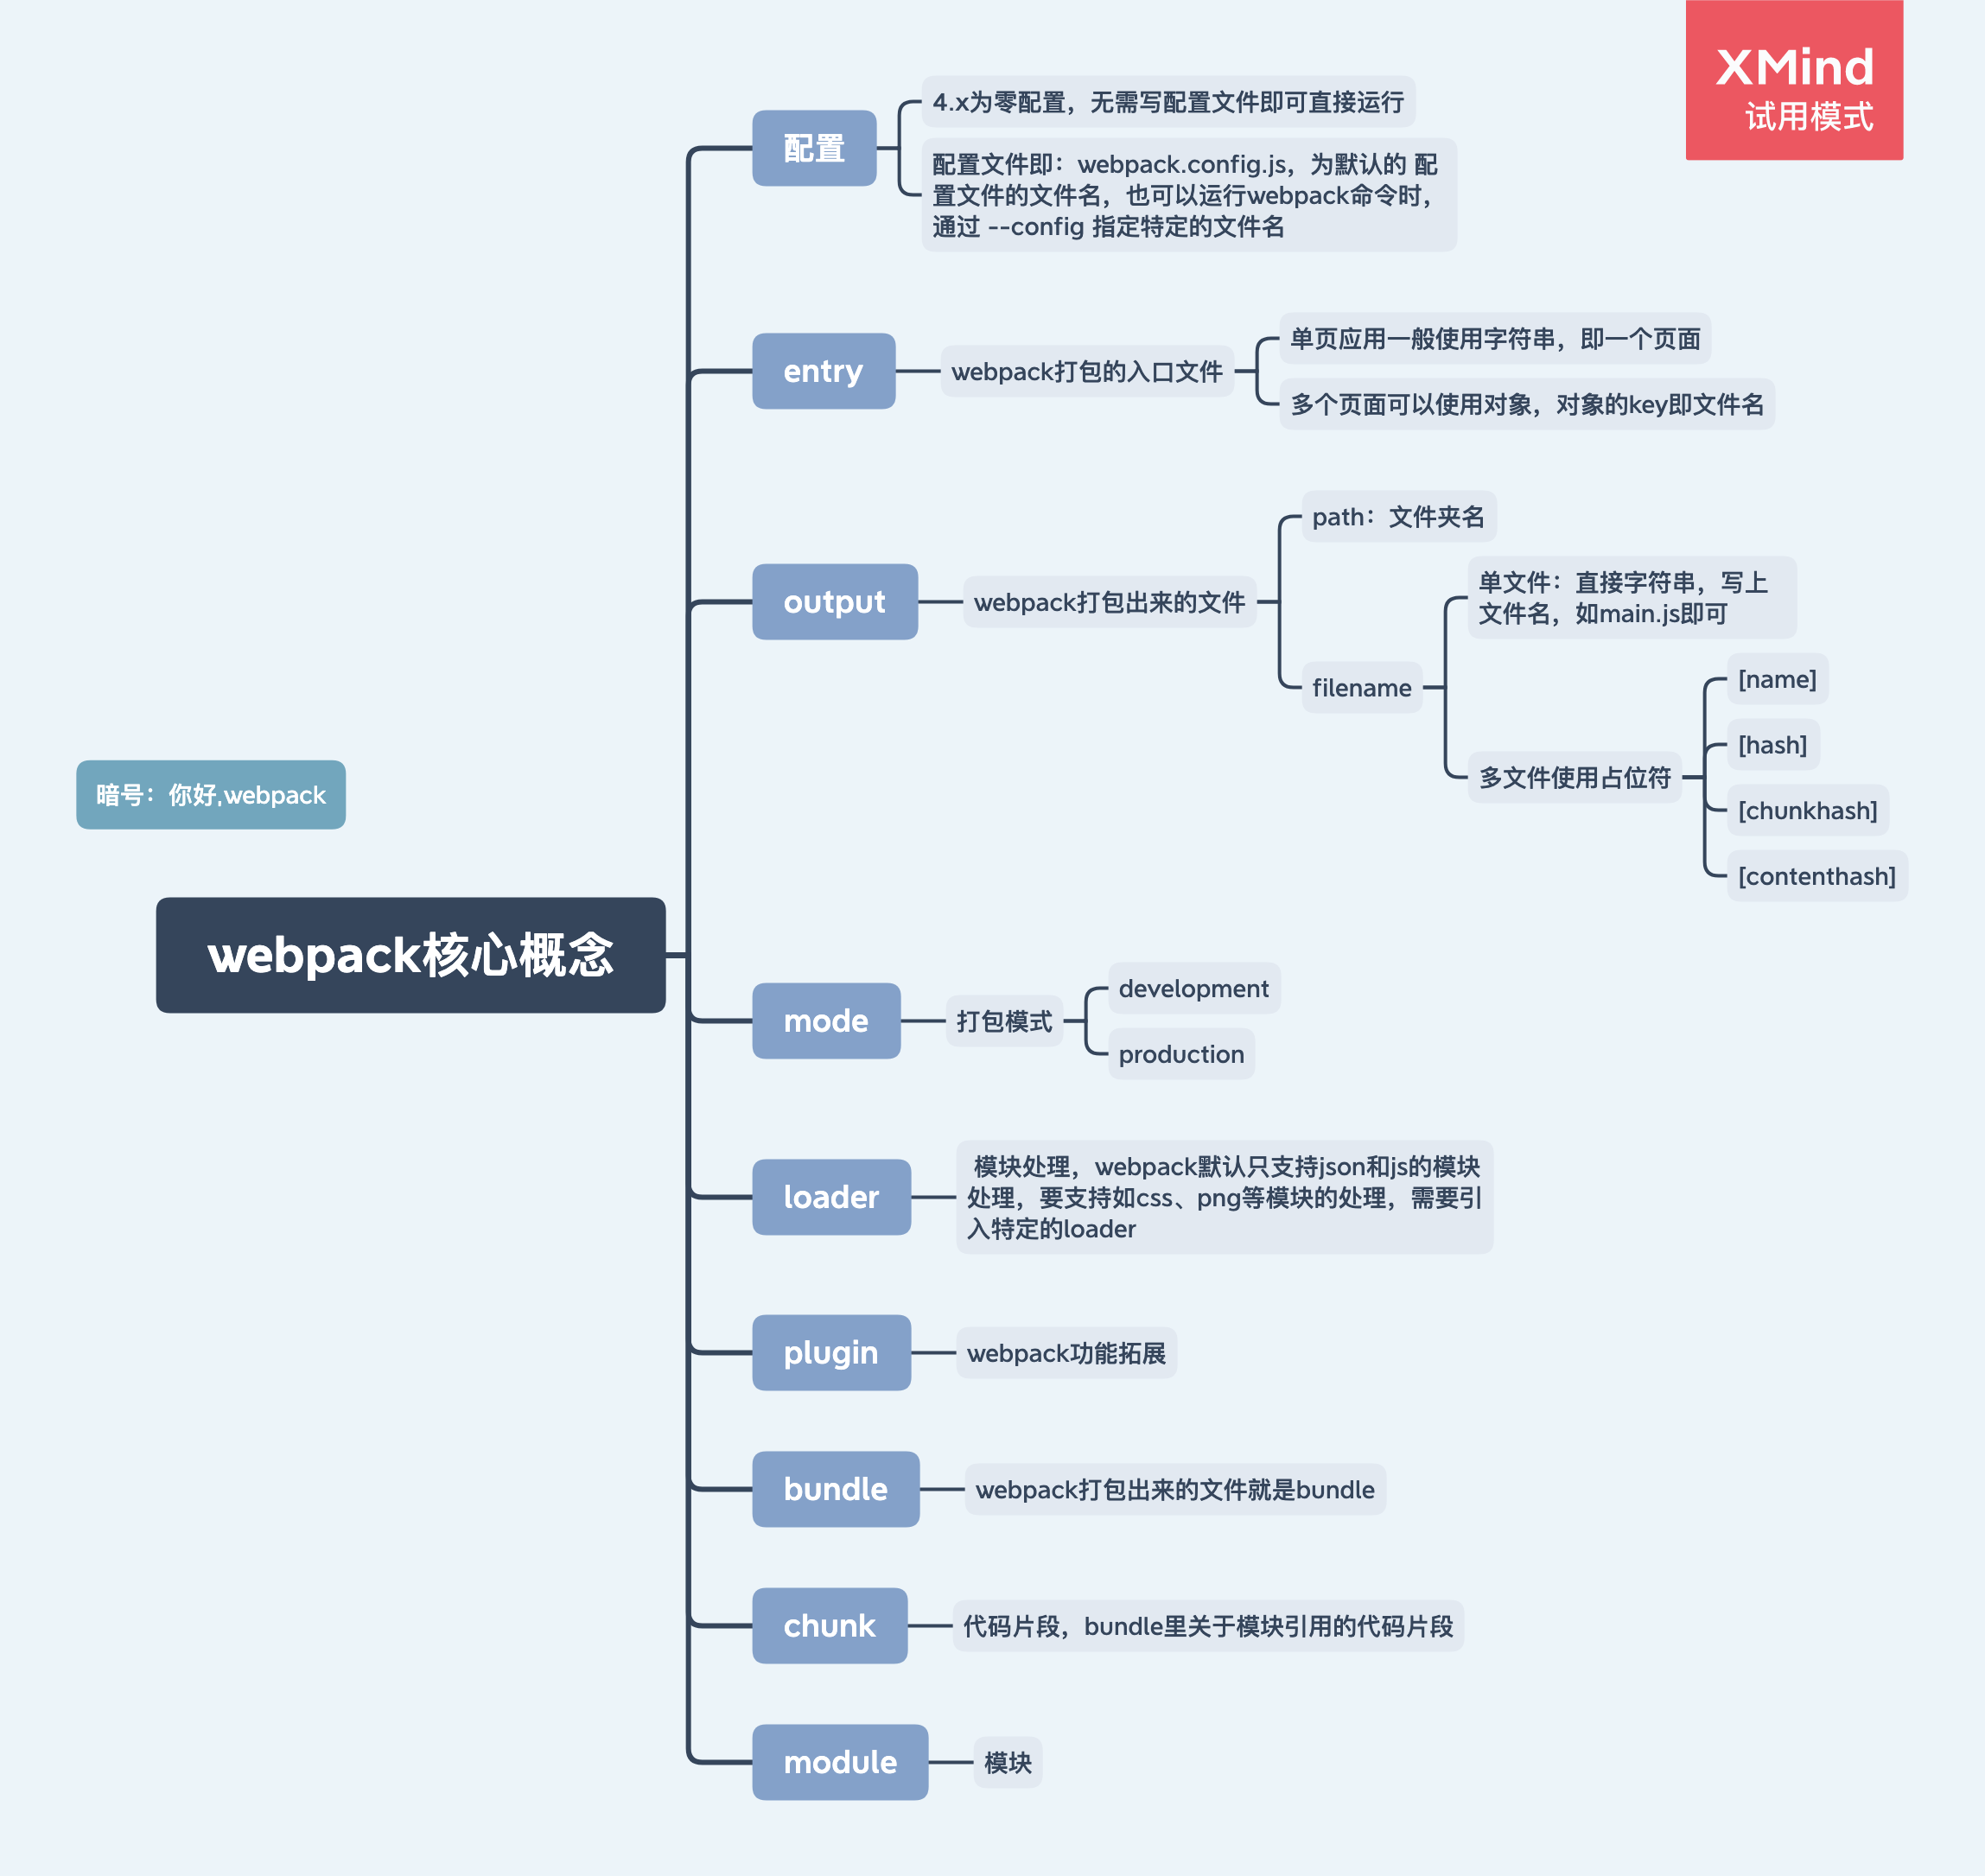 XMind
试用模式
配置
4.x为零配置，无需写配置文件即可直接运行
配置文件即：webpack.config.js，为默认的 配
置文件的文件名，也可以运行webpack命令时，
通过 --config 指定特定的文件名
entry
webpack打包的入口文件
单页应用一般使用字符串，即一个页面
多个页面可以使用对象，对象的key即文件名
output
webpack打包出来的文件
path：文件夹名
filename
单文件：直接字符串，写上
文件名，如main.js即可
多文件使用占位符
[name]
[hash]
[chunkhash]
[contenthash]
暗号：你好,webpack
webpack核心概念
mode
打包模式
development
production
loader
模块处理，webpack默认只支持json和js的模块
处理，要支持如css、png等模块的处理，需要引
入特定的loader
plugin
webpack功能拓展
bundle
webpack打包出来的文件就是bundle
chunk
代码片段，bundle里关于模块引用的代码片段
module
模块